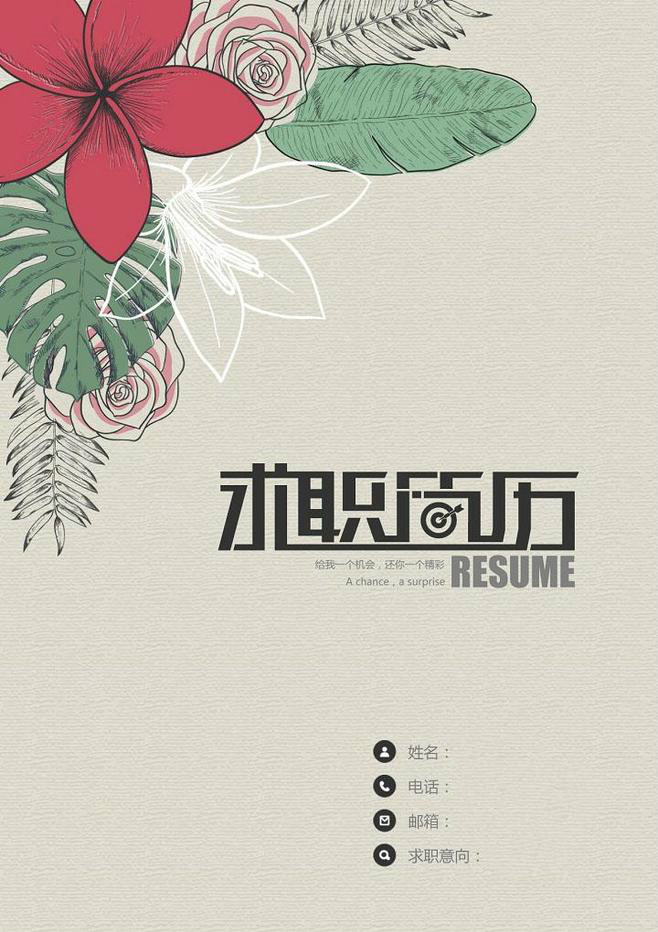 求职简历
给我一个机会，还你一个精彩
A chance，a surprise
RESUME
姓名：
电话：
邮箱：
求职意向：